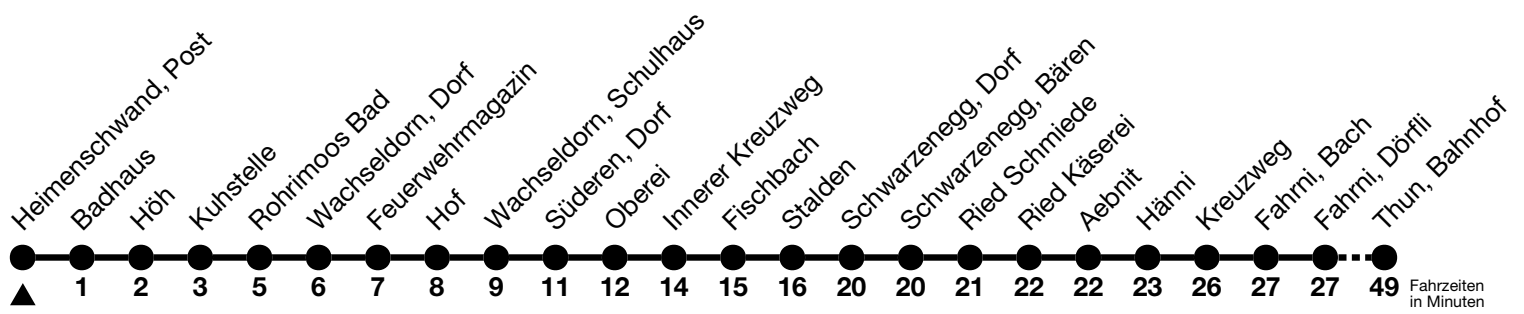 Heimenschwand, Post
Badhaus
Höh
Kuhstelle
Rohrimoos Bad
Wachseldorn, Dorf
Feuerwehrmagazin
Hof
Wachseldorn, Schulhaus
Süderen, Dorf
Oberei
Innerer Kreuzweg
Fischbach
Stalden
Schwarzenegg, Dorf
Schwarzenegg, Bären
Ried Schmiede
Ried Käserei
Aebnit
Hänni
Kreuzweg
Fahrni, Bach
Fahrni, Dörfli
Thun, Bahnhof
1 2 3 5 6 7 8 9 11 12 14 15 16 20 20 21 22 22 23 26 27 27 49
Fahrzeiten
in Minuten